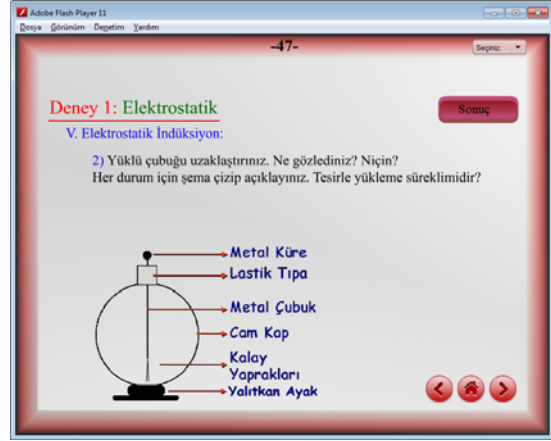 Adobe Flash Player 11
Dosya Görünüm Denetim Yardım
-47-
Seçiniz:
Deney 1: Elektrostatik
Sonuç
V. Elektrostatik İndüksiyon:
2) Yüklü çubuğu uzaklaştırınız. Ne gözlediniz? Niçin?
Her durum için şema çizip açıklayınız. Tesirle yükleme süreklimidir?
Metal Küre
Lastik Tıpa
Metal Çubuk
Cam Kap
Kalay
Yaprakları
Yalıtkan Ayak